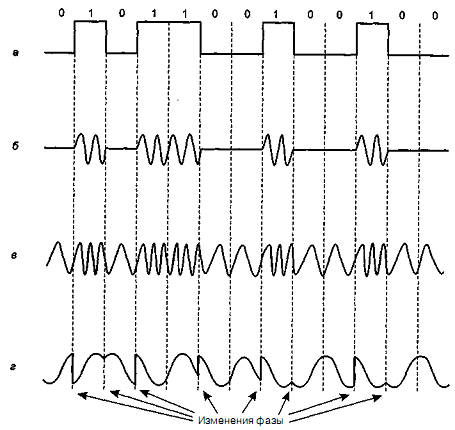 0 1 0 1 1 0 0 1 0 0 1 0 0
а
б
в
г
Изменения фазы